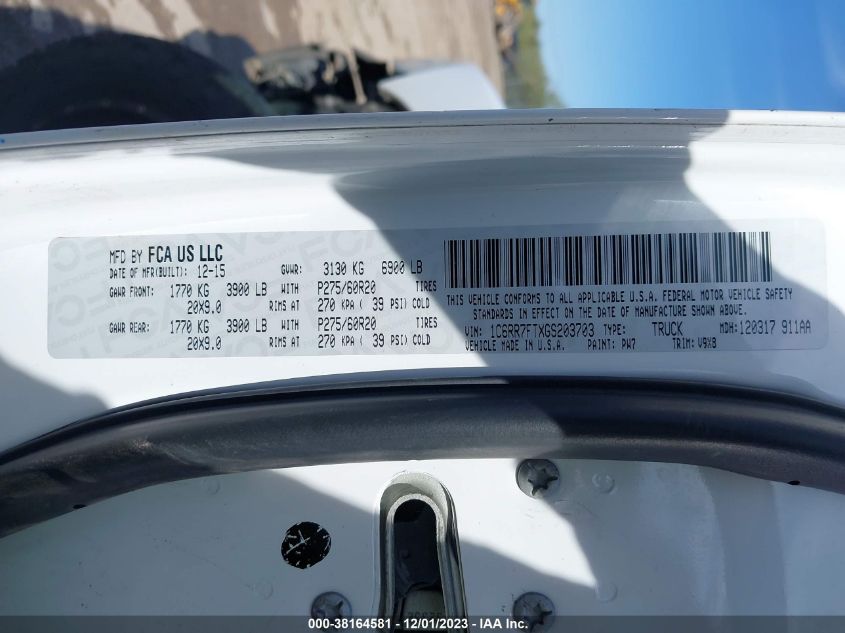 MFD BY FCA US LLC
DATE OF MFR(BUILT): 12-15 GVWR: 3130 KG 6900 LB
GAWR FRONT: 1770 KG 3900 LB WITH P275/60R20 TIRES
20X9.0 RIMS AT 270 KPA ( 39 PSI) COLD
GAWR REAR: 1770 KG 3900 LB WITH P275/60R20 TIRES
20X9.0 RIMS AT 270 KPA ( 39 PSI) COLD
THIS VEHICLE CONFORMS TO ALL APPLICABLE U.S.A. FEDERAL MOTOR VEHICLE SAFETY
STANDARDS IN EFFECT ON THE DATE OF MANUFACTURE SHOWN ABOVE.
VIN: 1C6RR7FTXGS203703 TYPE: TRUCK MDH: 120317 911AA
VEHICLE MADE IN U.S.A. PAINT: PW7 TRIM: V9X8
000-38164581 - 12/01/2023 - 1:01:42 PM